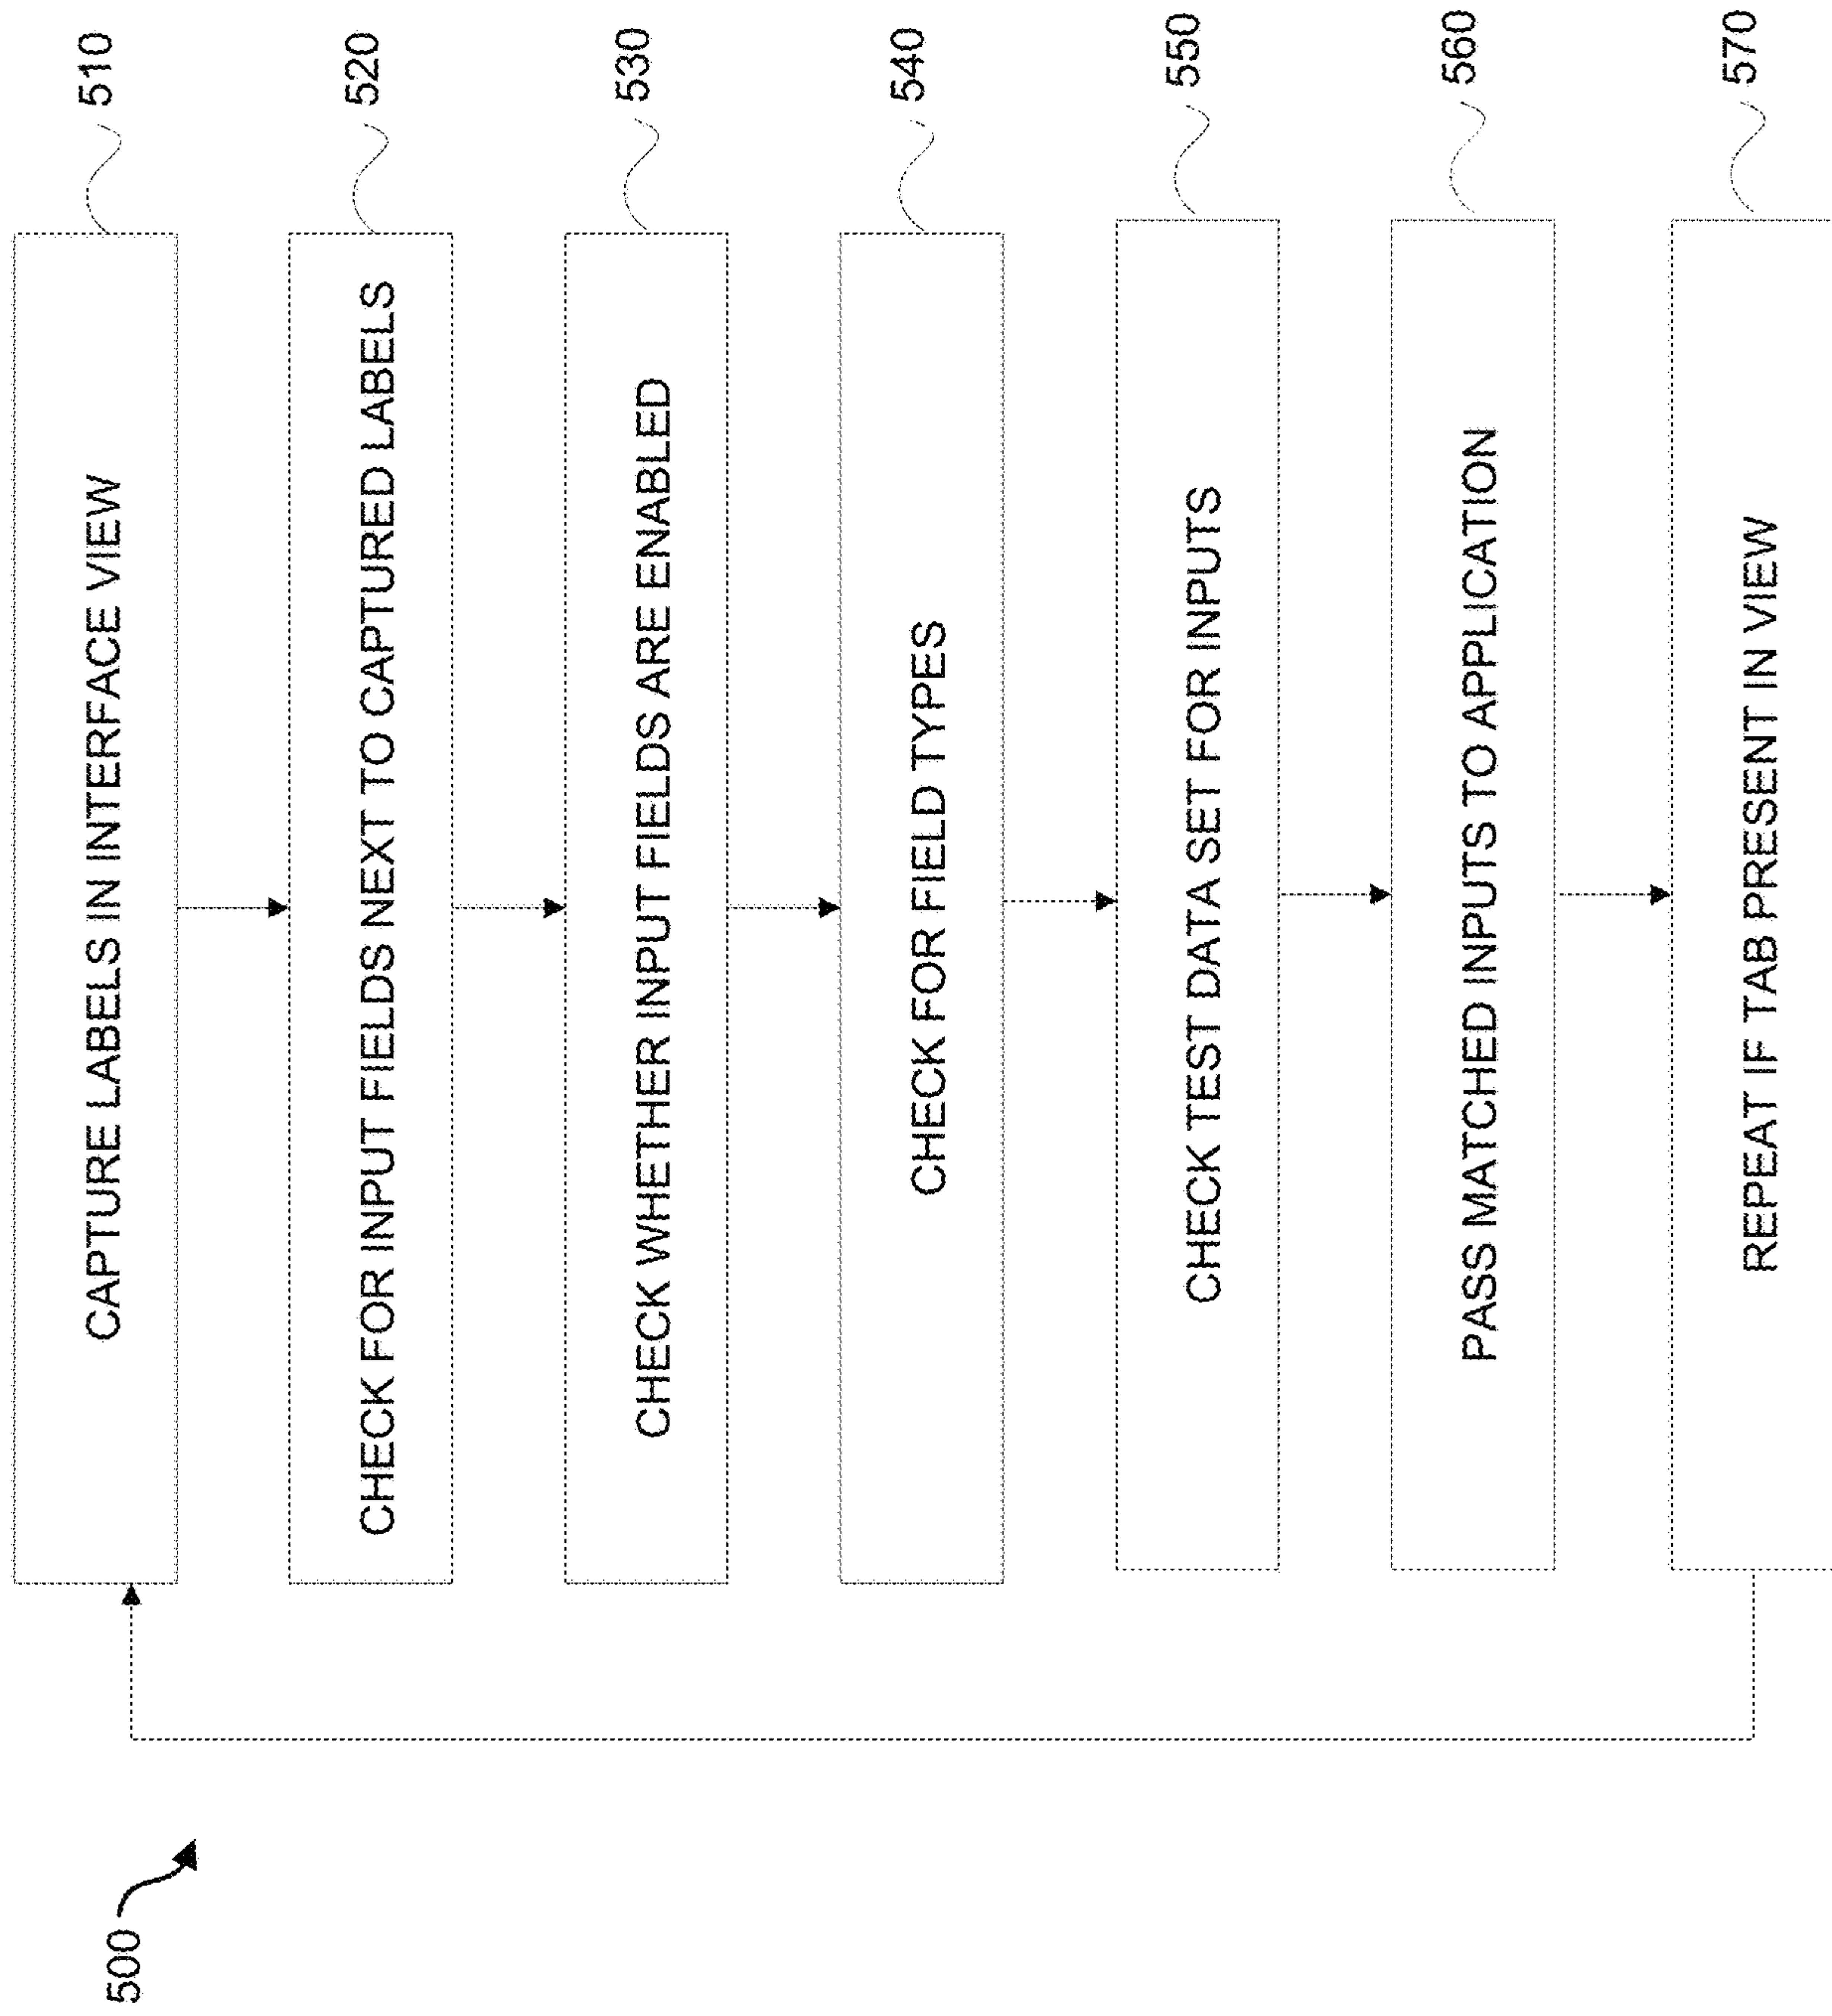 500
CAPTURE LABELS IN INTERFACE VIEW
510
CHECK FOR INPUT FIELDS NEXT TO CAPTURED LABELS
520
CHECK WHETHER INPUT FIELDS ARE ENABLED
530
CHECK FOR FIELD TYPES
540
CHECK TEST DATA SET FOR INPUTS
550
PASS MATCHED INPUTS TO APPLICATION
560
REPEAT IF TAB PRESENT IN VIEW
570